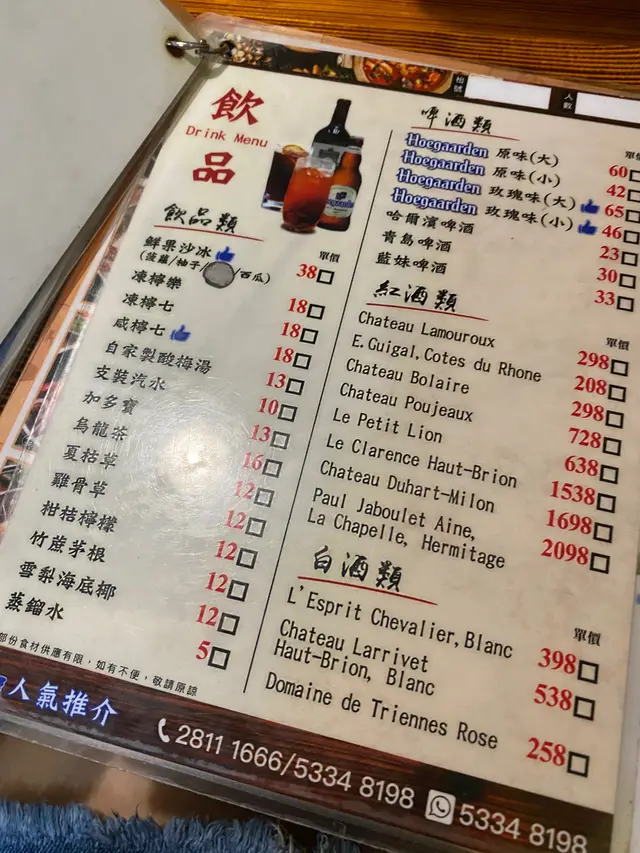 飲品
Drink Menu
飲品類
單價
鮮果沙冰 38
(菠蘿/柚子/ 西瓜)
凍檸樂 18
凍檸七 18
咸檸七 18
自家製酸梅湯 13
支裝汽水 10
加多寶 13
烏龍茶 16
夏枯草 12
雞骨草 12
柑桔檸檬 12
竹蔗茅根 12
雪梨海底椰 12
蒸餾水 5
部份食材供應有限,如有不便,敬請原諒
人氣推介
枱號
人數
啤酒類
單價
Hoegaarden 原味(大) 60
Hoegaarden 原味(小) 42
Hoegaarden 玫瑰味(大) 65
Hoegaarden 玫瑰味(小) 46
哈爾濱啤酒 23
青島啤酒 30
藍妹啤酒 33
紅酒類
單價
Chateau Lamouroux 298
E.Guigal,Cotes du Rhone 208
Chateau Bolaire 298
Chateau Poujeaux 728
Le Petit Lion 638
Le Clarence Haut-Brion 1538
Chateau Duhart-Milon 1698
Paul Jaboulet Aine,
La Chapelle, Hermitage 2098
白酒類
單價
L'Esprit Chevalier,Blanc 398
Chateau Larrivet
Haut-Brion, Blanc 538
Domaine de Triennes Rose 258
2811 1666/5334 8198 5334 8198